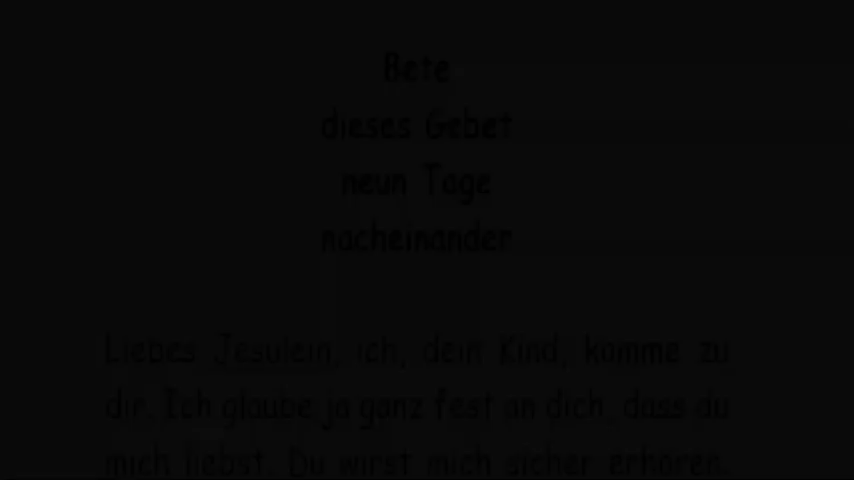 Bete
dieses Gebet
neun Tage
nacheinander
Liebes Jesulein, ich, dein Kind, komme zu
dir. Ich glaube ja ganz fest an dich, dass du
mich liebst. Du wirst mich sicher erhören.